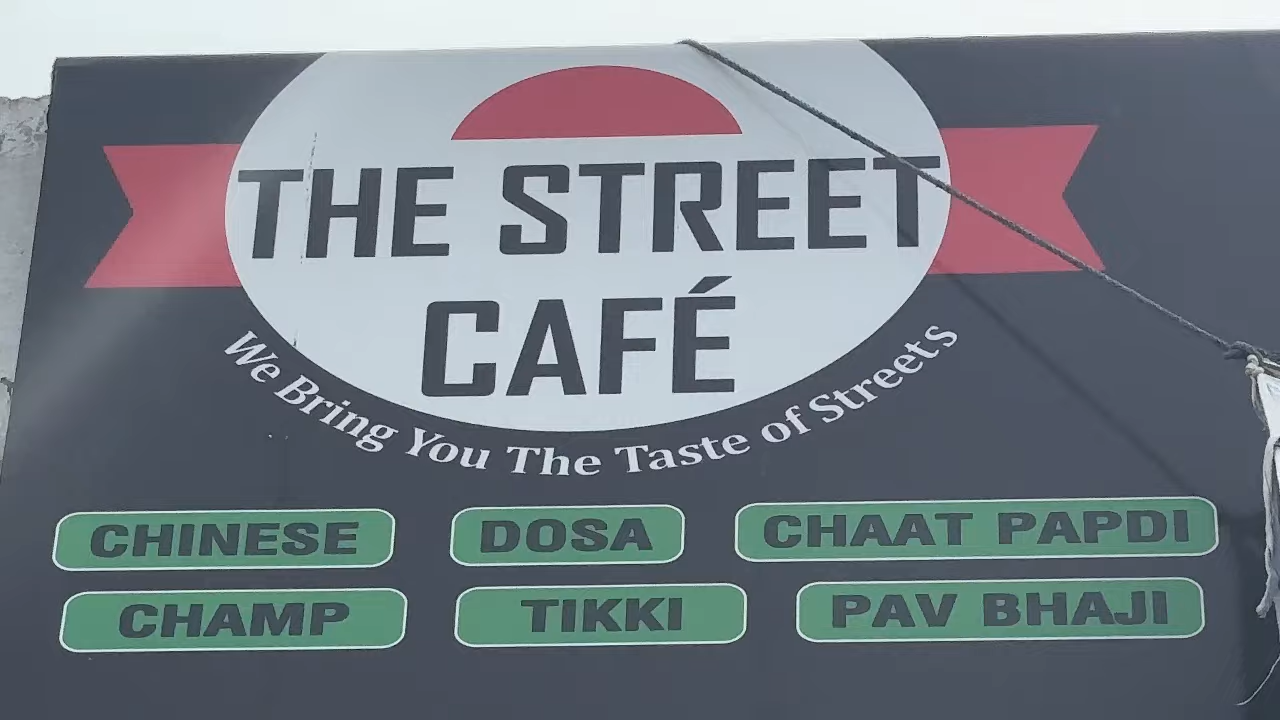 THE STREET
CAFÉ
We Bring You The Taste of Streets
CHINESE DOSA CHAAT PAPDI
CHAMP TIKKI PAV BHAJI